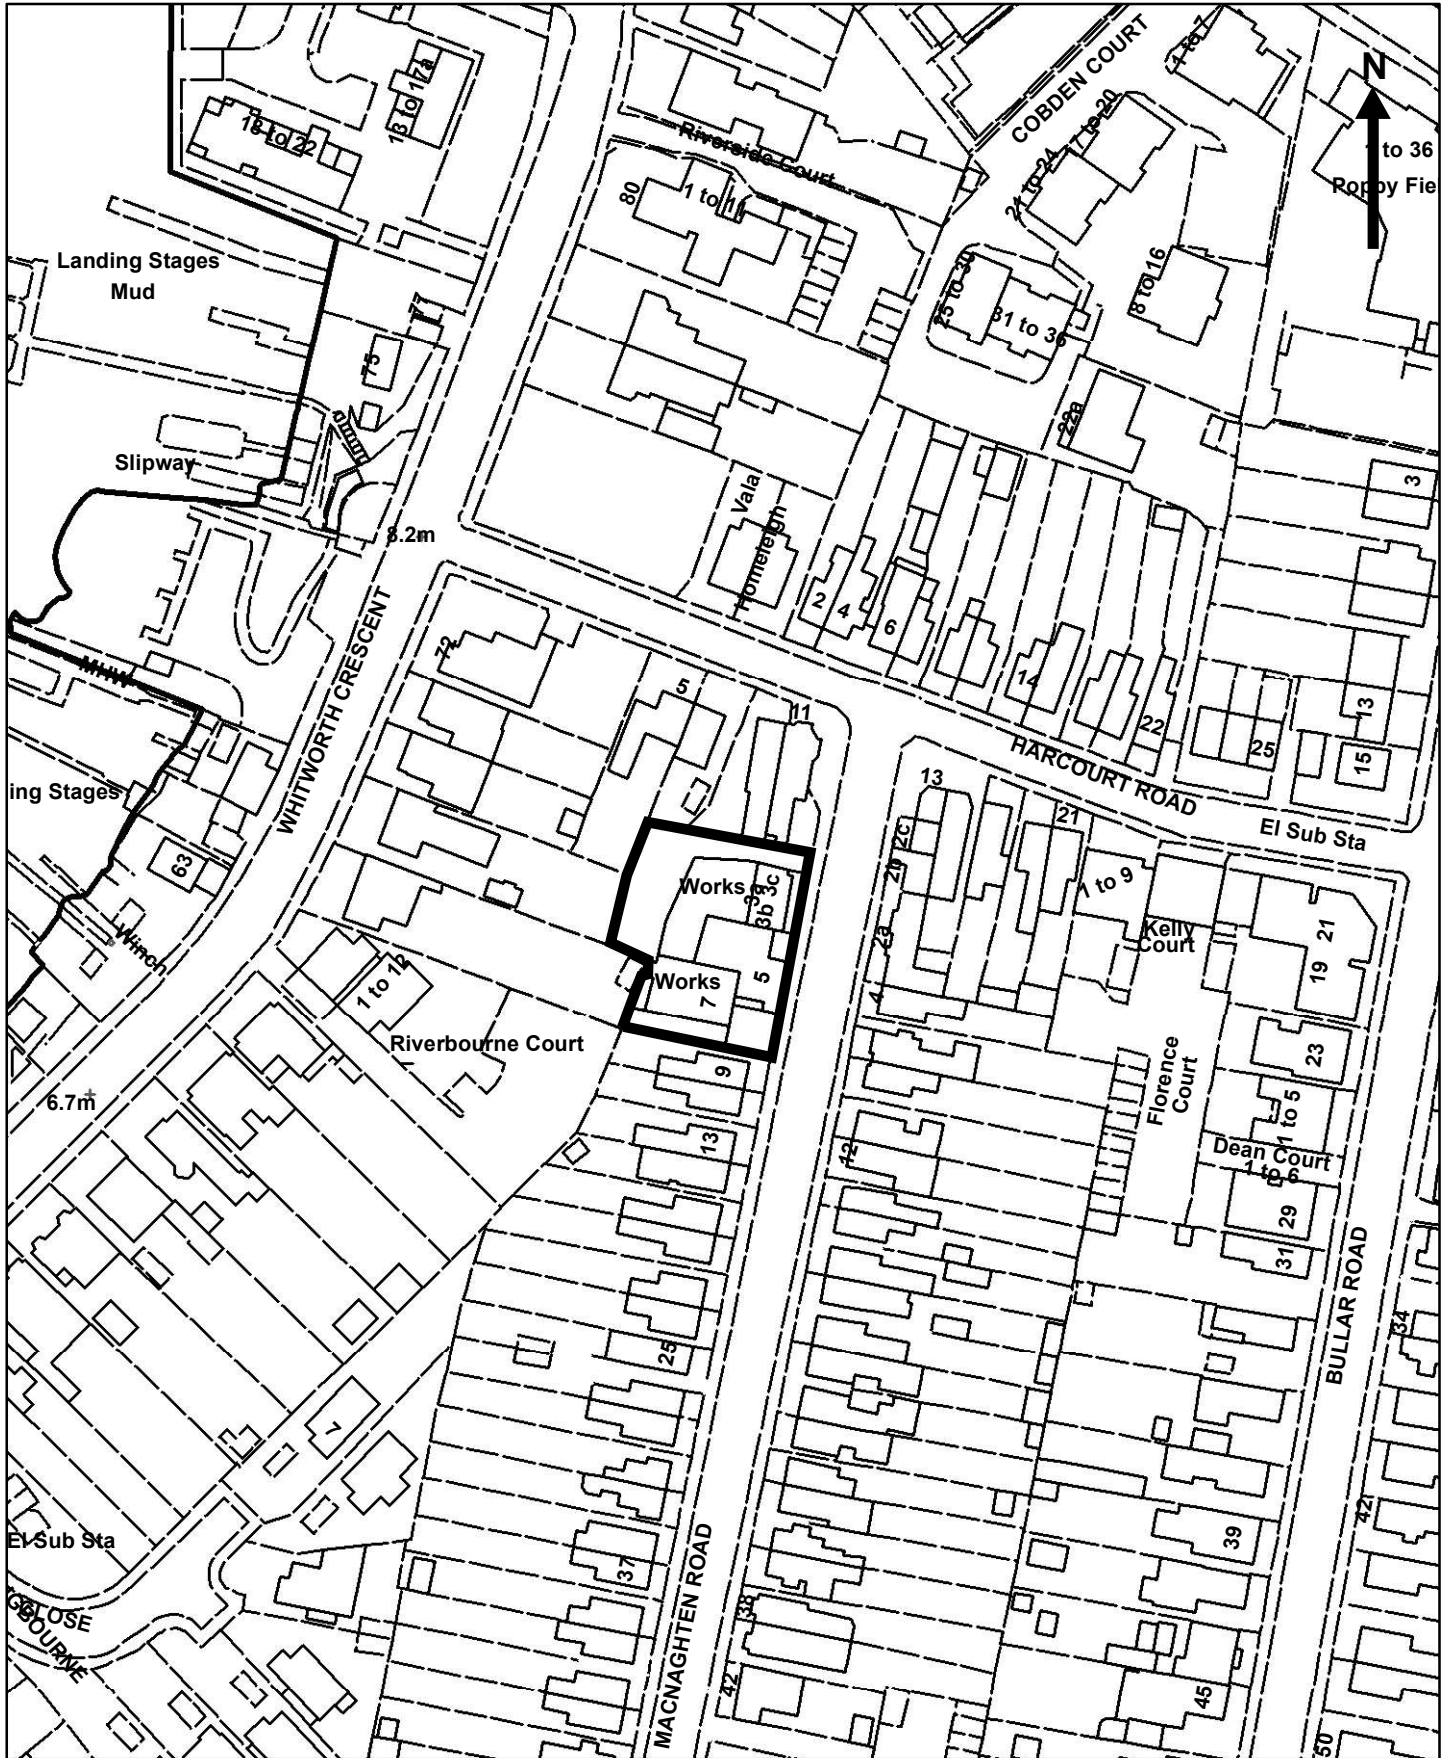 COBDEN COURT
1 to 7
N
13 to 17a
18 to 22
17 to 20
to 36
Poppy Fie
Riverside Court
21 to 24
80
1 to 11
Landing Stages
Mud
8 to 16
25 to 30
31 to 36
77
75
22a
Slipway
3
Vala
Homeleigh
8.2m
2
4
6
WHITWORTH CRESCENT
72
MHW
5
14
13
11
22
25
HARCOURT ROAD
15
13
ing Stages
21
El Sub Sta
2c
2b
63
Works
3a
3c
3b
1 to 9
Kelly
Court
21
2a
Winch
19
1 to 12
Works
7
5
4
Riverbourne Court
23
9
Florence
Court
6.7m
1 to 5
13
12
Dean Court
1 to 6
29
31
BULLAR ROAD
34
25
7
42
El Sub Sta
39
37
MACNAGHTEN ROAD
CLOSE
GBOURNE
38
42
45
50